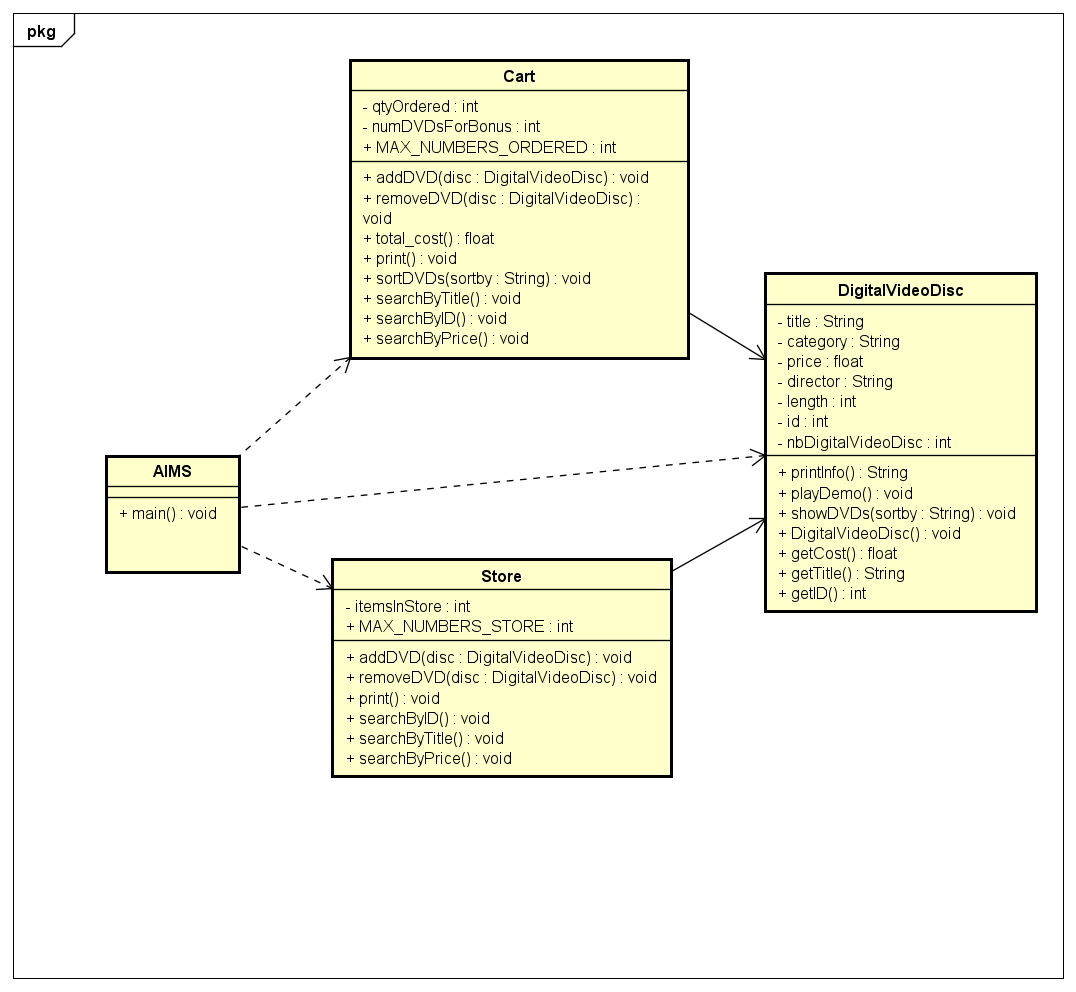 pkg
Cart
- qtyOrdered : int
- numDVDsForBonus : int
+ MAX_NUMBERS_ORDERED : int
+ addDVD(disc : DigitalVideoDisc) : void
+ removeDVD(disc : DigitalVideoDisc) :
void
+ total_cost() : float
+ print() : void
+ sortDVDs(sortby : String) : void
+ searchByTitle() : void
+ searchByID() : void
+ searchByPrice() : void
DigitalVideoDisc
- title : String
- category : String
- price : float
- director : String
- length : int
- id : int
- nbDigitalVideoDisc : int
+ printInfo() : String
+ playDemo() : void
+ showDVDs(sortby : String) : void
+ DigitalVideoDisc() : void
+ getCost() : float
+ getTitle() : String
+ getID() : int
AIMS
+ main() : void
Store
- itemsInStore : int
+ MAX_NUMBERS_STORE : int
+ addDVD(disc : DigitalVideoDisc) : void
+ removeDVD(disc : DigitalVideoDisc) : void
+ print() : void
+ searchByID() : void
+ searchByTitle() : void
+ searchByPrice() : void